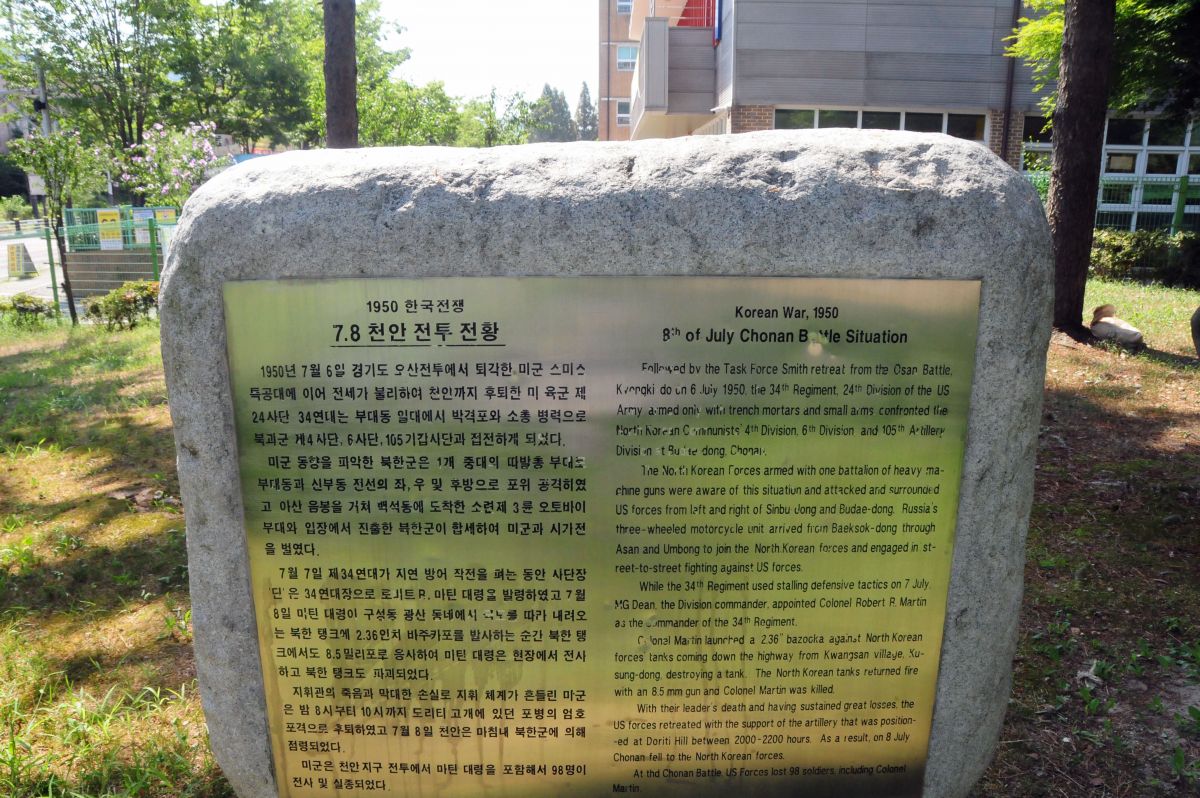 1950 한국전쟁
7.8 천안 전투 전황
1950년 7월 6일 경기도 오산전투에서 퇴각한 미군 스미스
특공대에 이어 전세가 불리하여 천안까지 후퇴한 미 육군 제
24사단 34연대는 부대동 일대에서 박격포와 소총 병력으로
북괴군 제4사단, 6사단, 105기갑사단과 접전하게 되었다.
미군 동향을 파악한 북한군은 1개 중대의 따발총 부대로
부대동과 신부동 전선의 좌, 우 및 후방으로 포위 공격하였
고 아산 음봉을 거쳐 백석동에 도착한 소련제 3륜 오토바이
부대와 입장에서 진출한 북한군이 합세하여 미군과 시가전
을 벌였다.
7월 7일 제34연대가 지연 방어 작전을 펴는 동안 사단장
'딘'은 34연대장으로 로버트 R. 마틴 대령을 발령하였고 7월
8일 마틴 대령이 구성동 광산 동네에서 국도를 따라 내려오
는 북한 탱크에 2.36인치 바주카포를 발사하는 순간 북한 탱
크에서도 8.5밀리포로 응사하여 마틴 대령은 현장에서 전사
하고 북한 탱크도 파괴되었다.
지휘관의 죽음과 막대한 손실로 지휘 체계가 흔들린 미군
은 밤 8시부터 10시까지 도리티 고개에 있던 포병의 엄호
포격으로 후퇴하였고 7월 8일 천안은 마침내 북한군에 의해
점령되었다.
미군은 천안지구 전투에서 마틴 대령을 포함해서 98명이
전사 및 실종되었다.
Korean War, 1950
8th of July Chonan Battle Situation
Followed by the Task Force Smith retreat from the Osan Battle,
Kyongki do on 6 July 1950, the 34th Regiment, 24th Division of the US
Army armed only with trench mortars and small arms confronted the
North Korean Communists' 4th Division, 6th Division and 105th Artillery
Division at Budae-dong, Chonan.
The North Korean Forces armed with one battalion of heavy ma-
chine guns were aware of this situation and attacked and surrounded
US forces from left and right of Sinbu-dong and Budae-dong. Russia's
three-wheeled motorcycle unit arrived from Baeksok-dong through
Asan and Umbong to join the North Korean forces and engaged in st-
reet-to-street fighting against US forces.
While the 34th Regiment used stalling defensive tactics on 7 July,
MG Dean, the Division commander, appointed Colonel Robert R. Martin
as the commander of the 34th Regiment.
Colonel Martin launched a 2.36" bazocka against North Korean
forces' tanks coming down the highway from Kwangsan village, Ku-
sung-dong, destroying a tank. The North Korean tanks returned fire
with an 8.5 mm gun and Colonel Martin was killed.
With their leader's death and having sustained great losses, the
US forces retreated with the support of the artillery that was position-
-ed at Doriti Hill between 2000-2200 hours. As a result, on 8 July
Chonan fell to the North Korean forces.
At thd Chonan Battle, US Forces lost 98 soldiers, including Colonel
Martin.